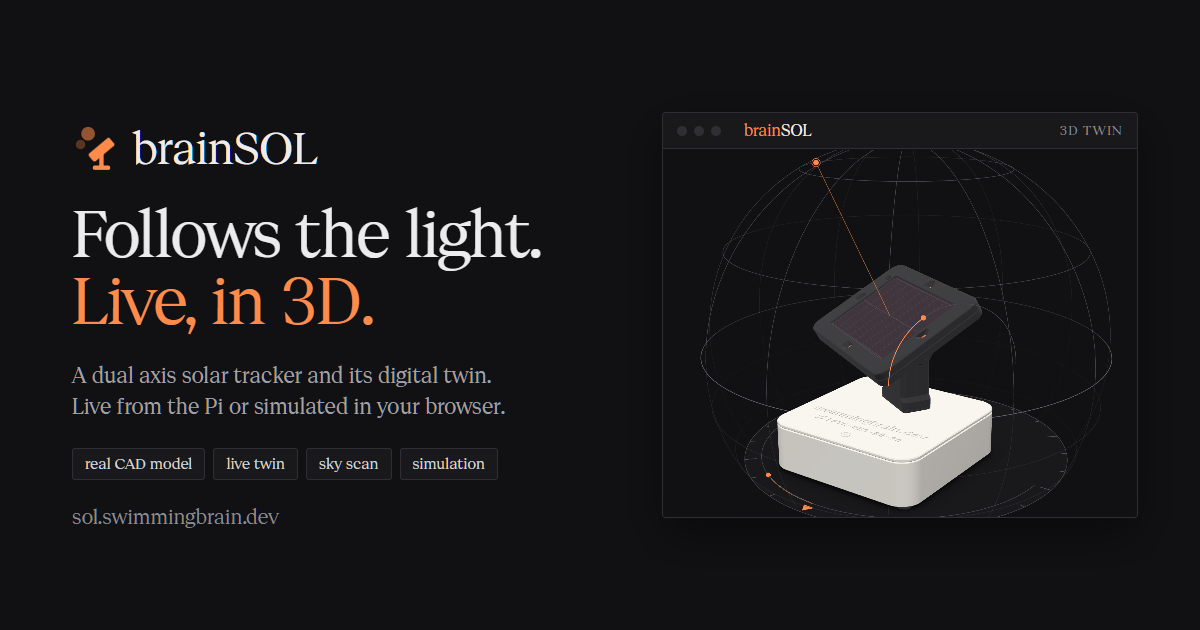 brainSOL
Follows the light.
Live, in 3D.
A dual axis solar tracker and its digital twin.
Live from the Pi or simulated in your browser.
real CAD model
live twin
sky scan
simulation
sol.swimmingbrain.dev
brainSOL
3D TWIN